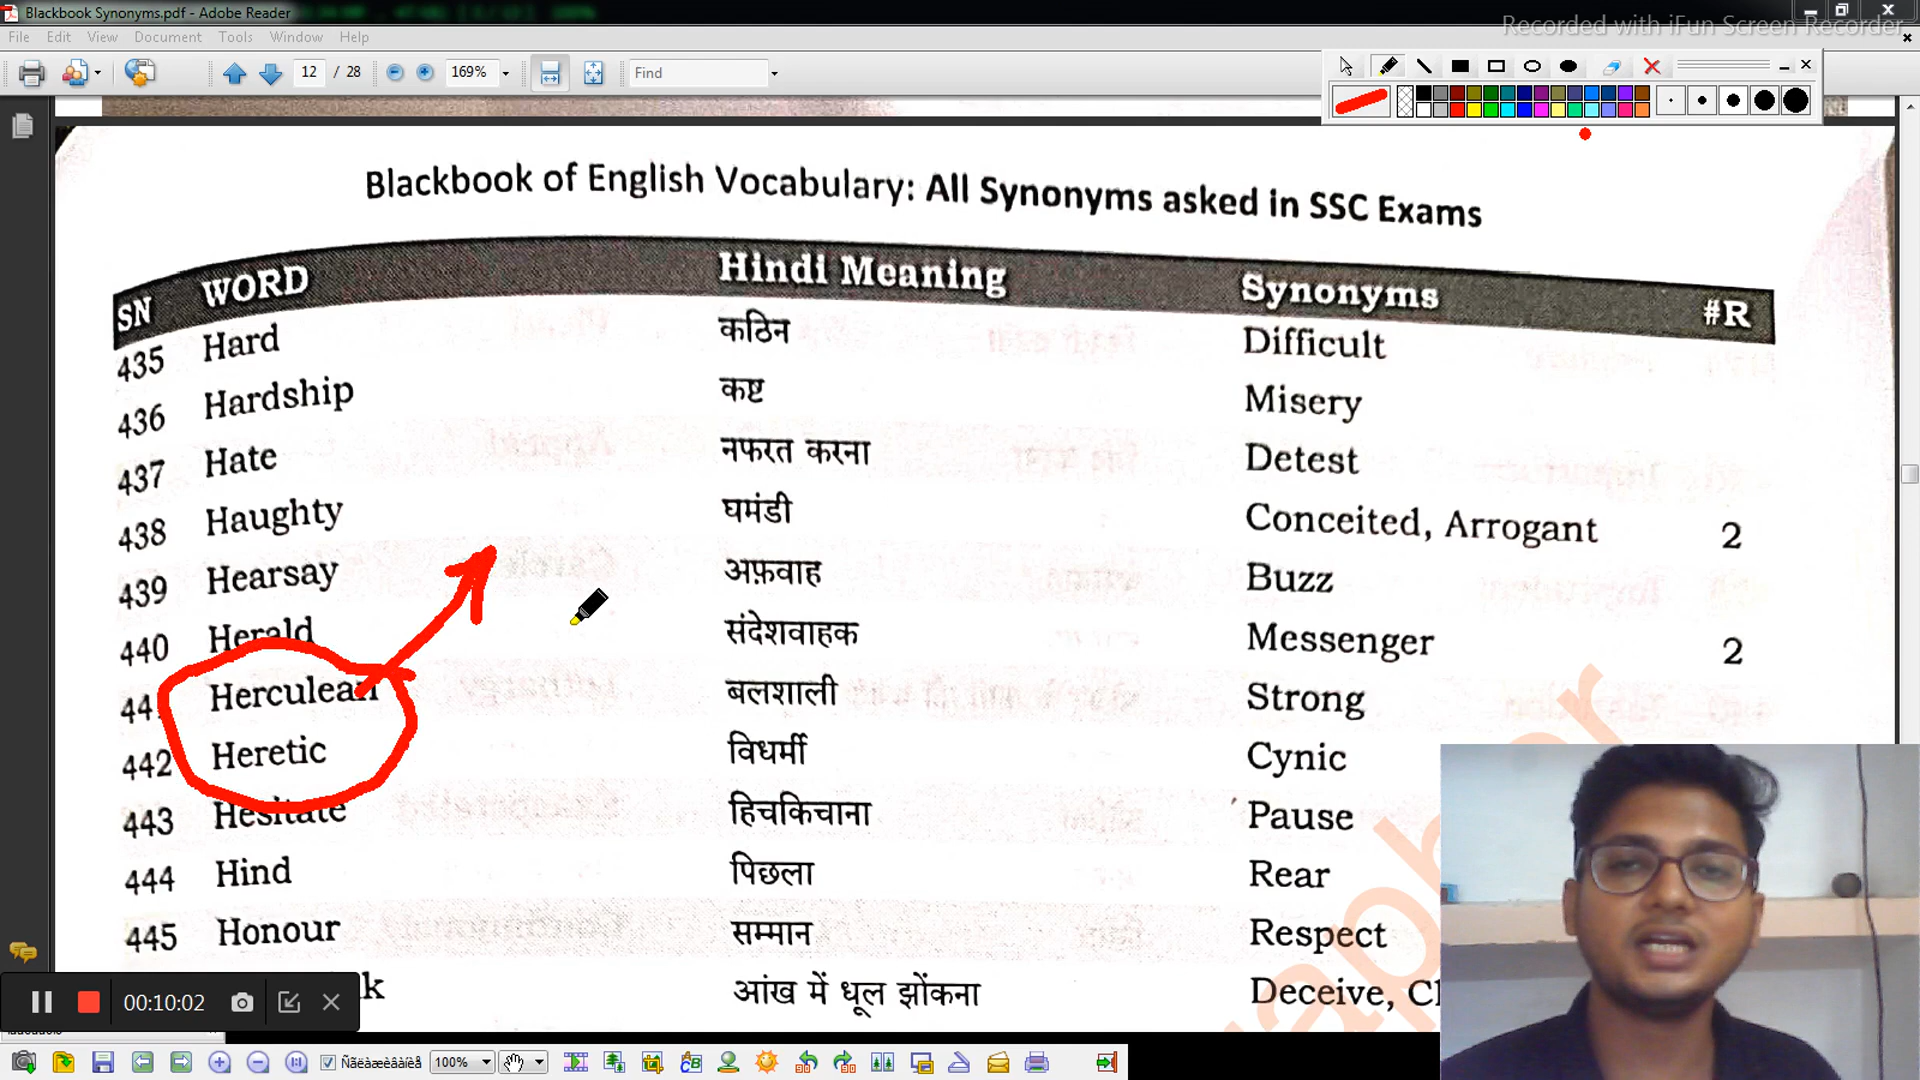 Blackbook Synonyms.pdf - Adobe Reader
Recorded with iFun Screen Recorder
File Edit View Document Tools Window Help
12 / 28 169% Find
Blackbook of English Vocabulary: All Synonyms asked in SSC Exams
SN WORD Hindi Meaning Synonyms #R
435 Hard कठिन Difficult
436 Hardship कष्ट Misery
437 Hate नफरत करना Detest
438 Haughty घमंडी Conceited, Arrogant 2
439 Hearsay अफ़वाह Buzz
440 Herald संदेशवाहक Messenger 2
44 Herculean बलशाली Strong
442 Heretic विधर्मी Cynic
443 Hesitate हिचकिचाना Pause
444 Hind पिछला Rear
445 Honour सम्मान Respect
k आंख में धूल झोंकना Deceive, Cl
00:10:02
Ñãëàæèâàíèå 100%